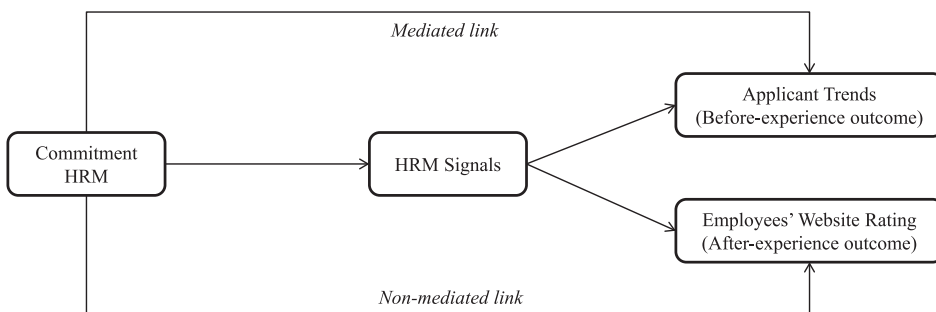 Mediated link
Applicant Trends
(Before-experience outcome)
Commitment
HRM
HRM Signals
Employees’ Website Rating
(After-experience outcome)
Non-mediated link